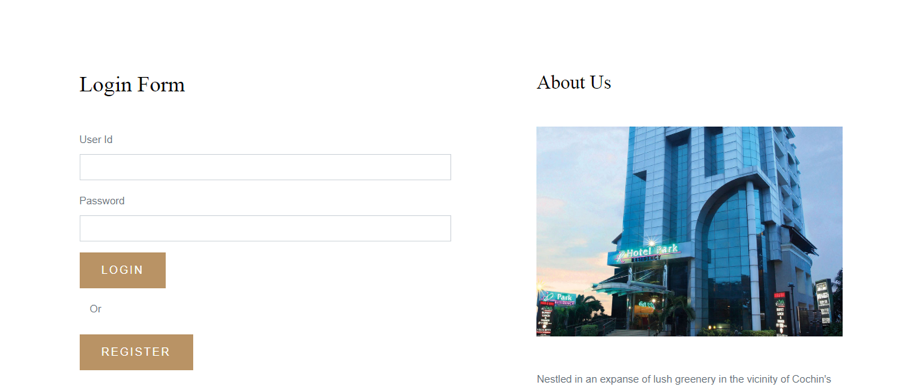 Login Form
User Id
Password
LOGIN
Or
REGISTER
About Us
Hotel Park
Park
Nestled in an expanse of lush greenery in the vicinity of Cochin's